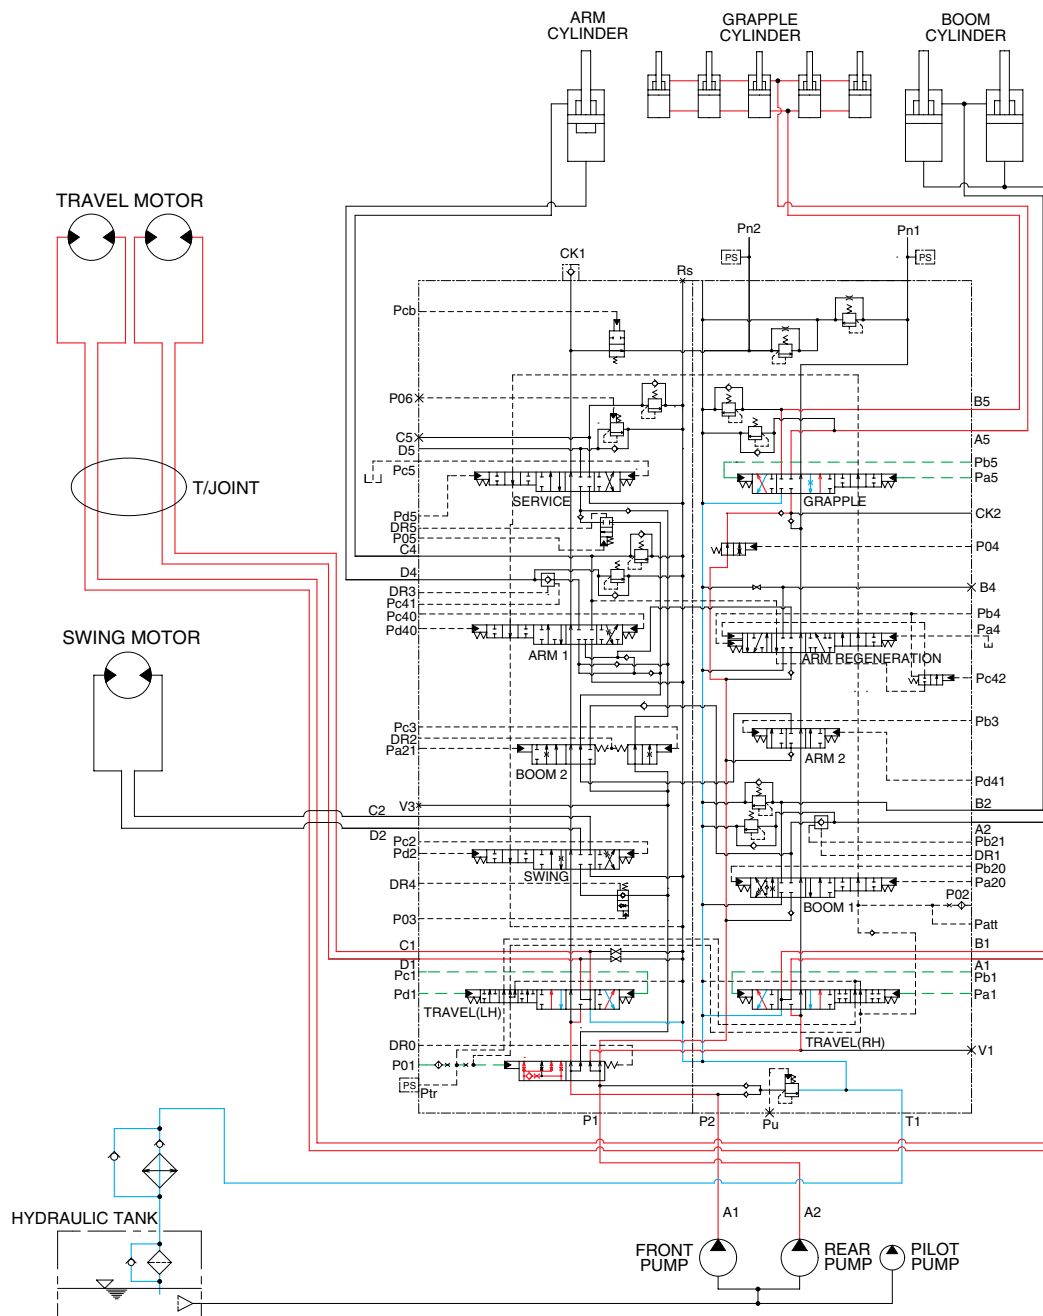 ARM
CYLINDER
GRAPPLE
CYLINDER
BOOM
CYLINDER
TRAVEL MOTOR
Pn2
Pn1
PS
PS
CK1
Rs
Pcb
P06
C5
D5
Pc5
SERVICE
Pd5
DR5
P05
C4
D4
DR3
Pc41
Pc40
Pd40
ARM 1
T/JOINT
B5
A5
Pb5
Pa5
GRAPPLE
CK2
P04
B4
Pb4
Pa4
E
ARM REGENERATION
Pc42
SWING MOTOR
Pc3
DR2
Pa21
BOOM 2
Pb3
ARM 2
Pd41
V3
C2
D2
Pc2
Pd2
SWING
DR4
P03
B2
A2
Pb21
DR1
Pb20
Pa20
BOOM 1
P02
Patt
C1
D1
Pc1
Pd1
TRAVEL(LH)
B1
A1
Pb1
Pa1
TRAVEL(RH)
DR0
P01
PS
Ptr
V1
P1
P2
Pu
T1
HYDRAULIC TANK
A1
A2
FRONT
PUMP
REAR
PUMP
PILOT
PUMP